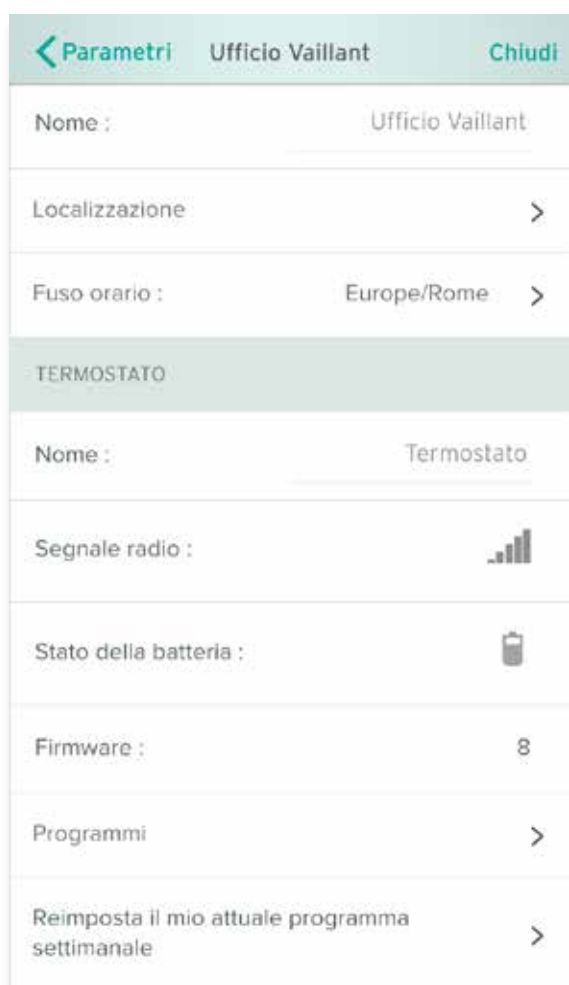 Parametri Ufficio Vaillant Chiudi
Nome : Ufficio Vaillant
Localizzazione
Fuso orario : Europe/Rome
TERMOSTATO
Nome : Termostato
Segnale radio :
Stato della batteria :
Firmware : 8
Programmi
Reimposta il mio attuale programma
settimanale